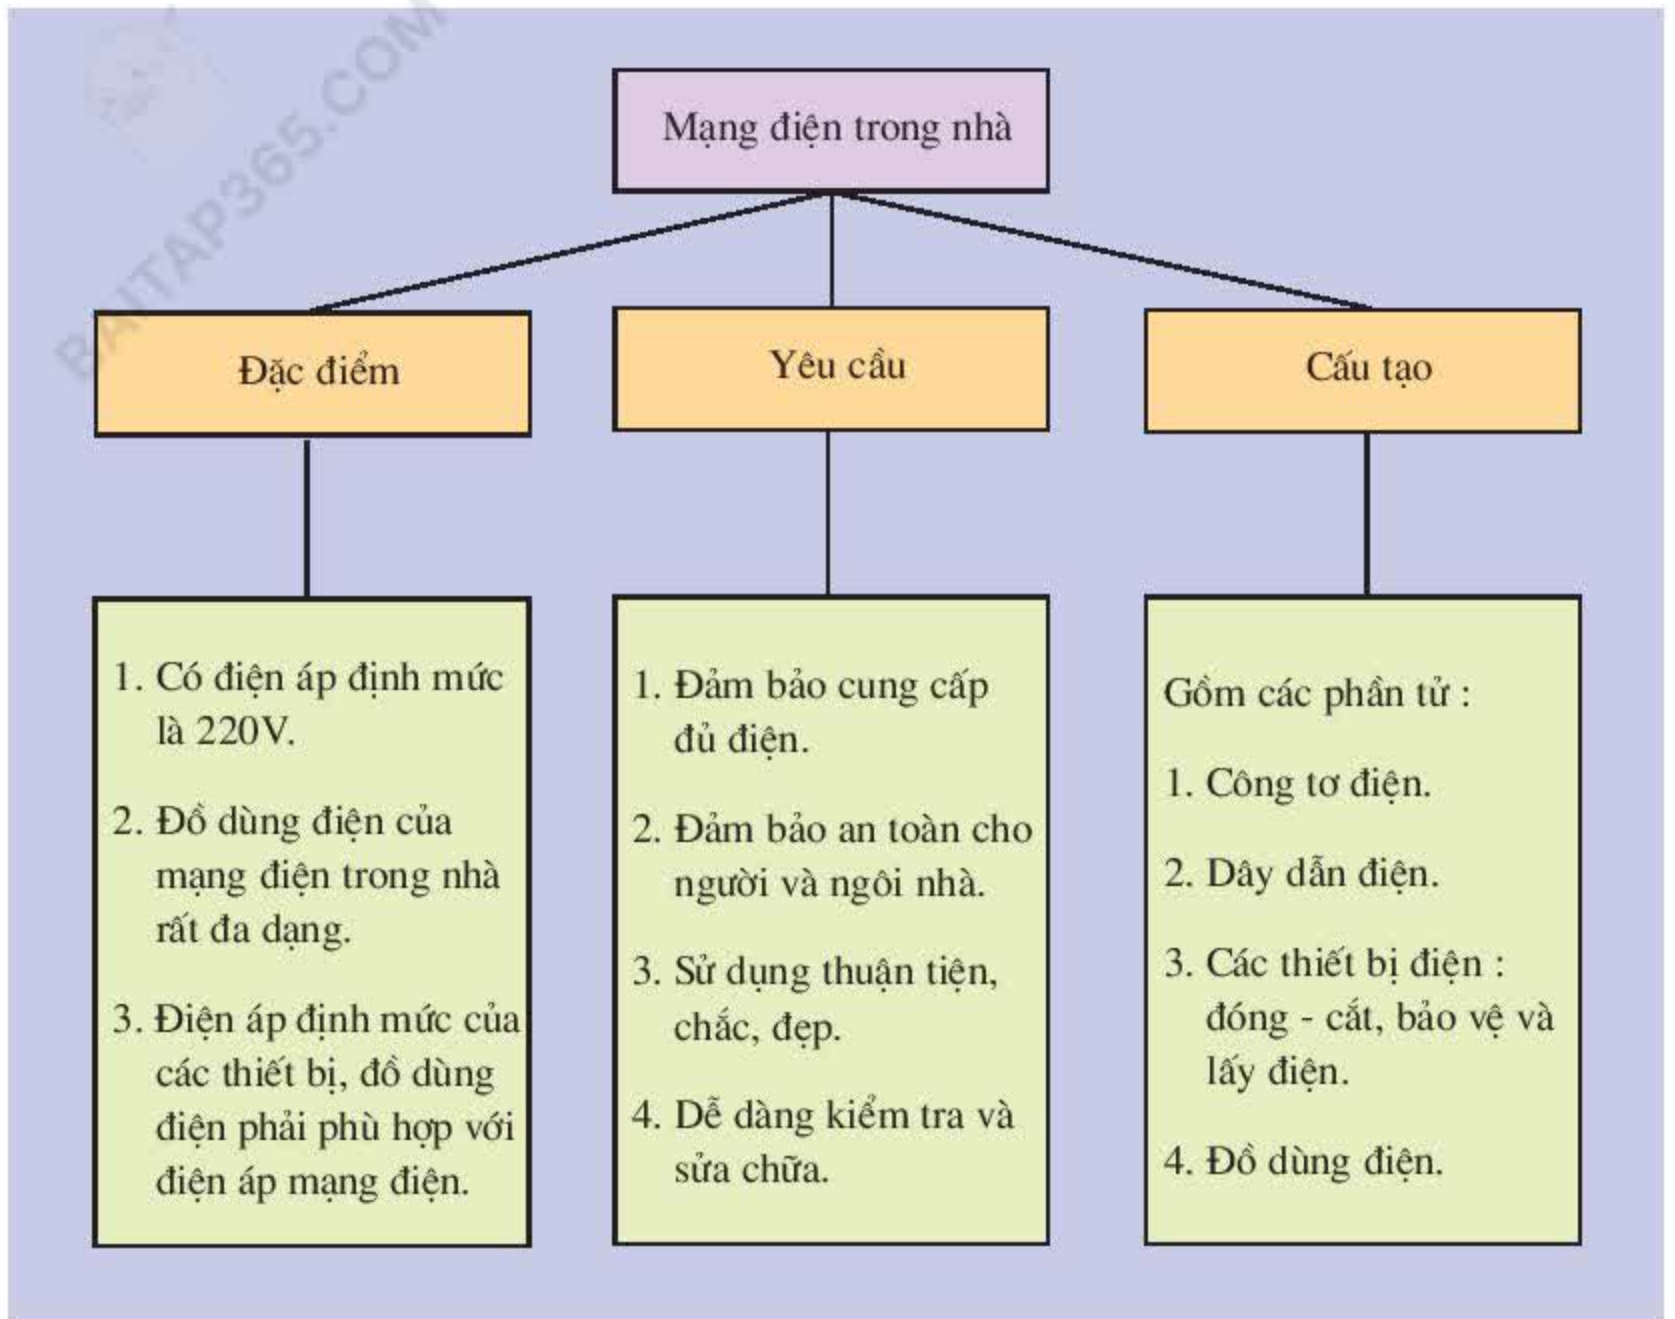 BAITAP365.COM
Mạng điện trong nhà
Đặc điểm
Yêu cầu
Cấu tạo
1. Có điện áp định mức
là 220V.
2. Đồ dùng điện của
mạng điện trong nhà
rất đa dạng.
3. Điện áp định mức của
các thiết bị, đồ dùng
điện phải phù hợp với
điện áp mạng điện.
1. Đảm bảo cung cấp
đủ điện.
2. Đảm bảo an toàn cho
người và ngôi nhà.
3. Sử dụng thuận tiện,
chắc, đẹp.
4. Dễ dàng kiểm tra và
sửa chữa.
Gồm các phần tử :
1. Công tơ điện.
2. Dây dẫn điện.
3. Các thiết bị điện :
đóng - cắt, bảo vệ và
lấy điện.
4. Đồ dùng điện.